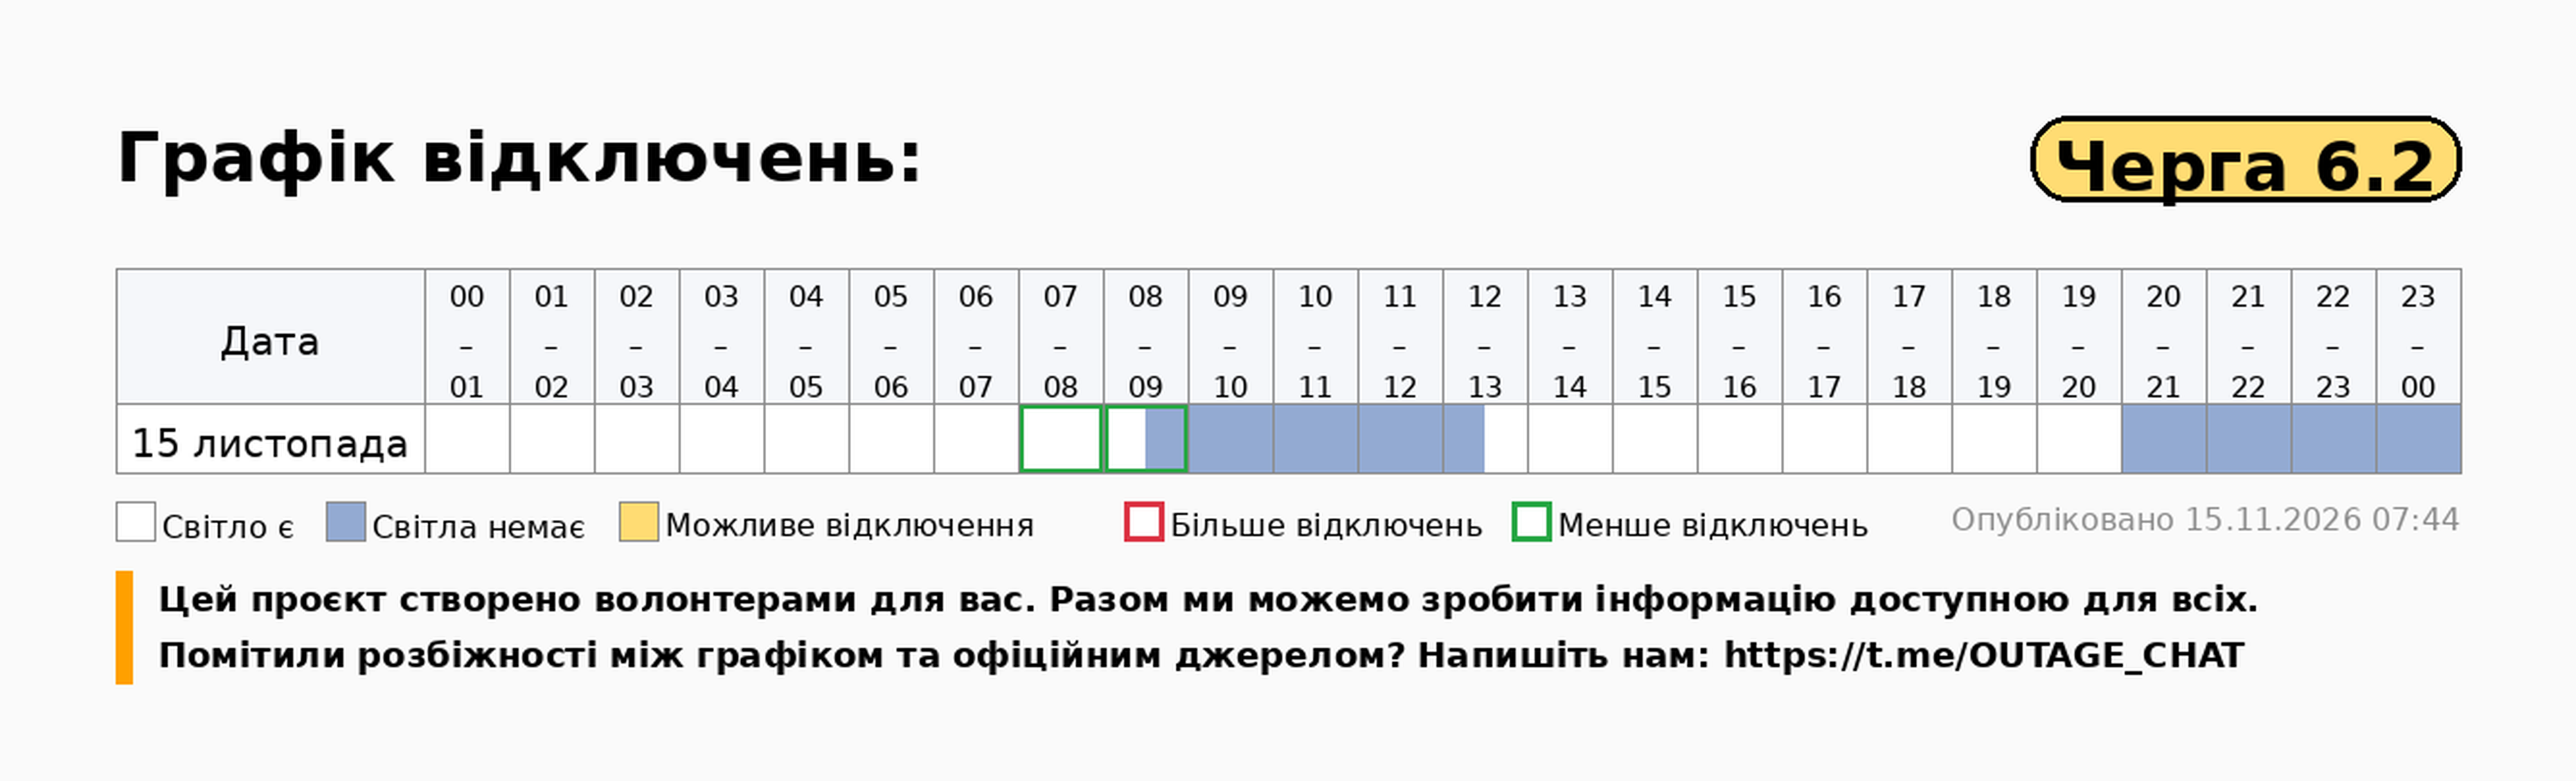 Графік відключень:
Черга 6.2
Дата
00 – 01
01 – 02
02 – 03
03 – 04
04 – 05
05 – 06
06 – 07
07 – 08
08 – 09
09 – 10
10 – 11
11 – 12
12 – 13
13 – 14
14 – 15
15 – 16
16 – 17
17 – 18
18 – 19
19 – 20
20 – 21
21 – 22
22 – 23
23 – 00
15 листопада
Світло є
Світла немає
Можливе відключення
Більше відключень
Менше відключень
Опубліковано 15.11.2026 07:44
Цей проєкт створено волонтерами для вас. Разом ми можемо зробити інформацію доступною для всіх.
Помітили розбіжності між графіком та офіційним джерелом? Напишіть нам: https://t.me/OUTAGE_CHAT